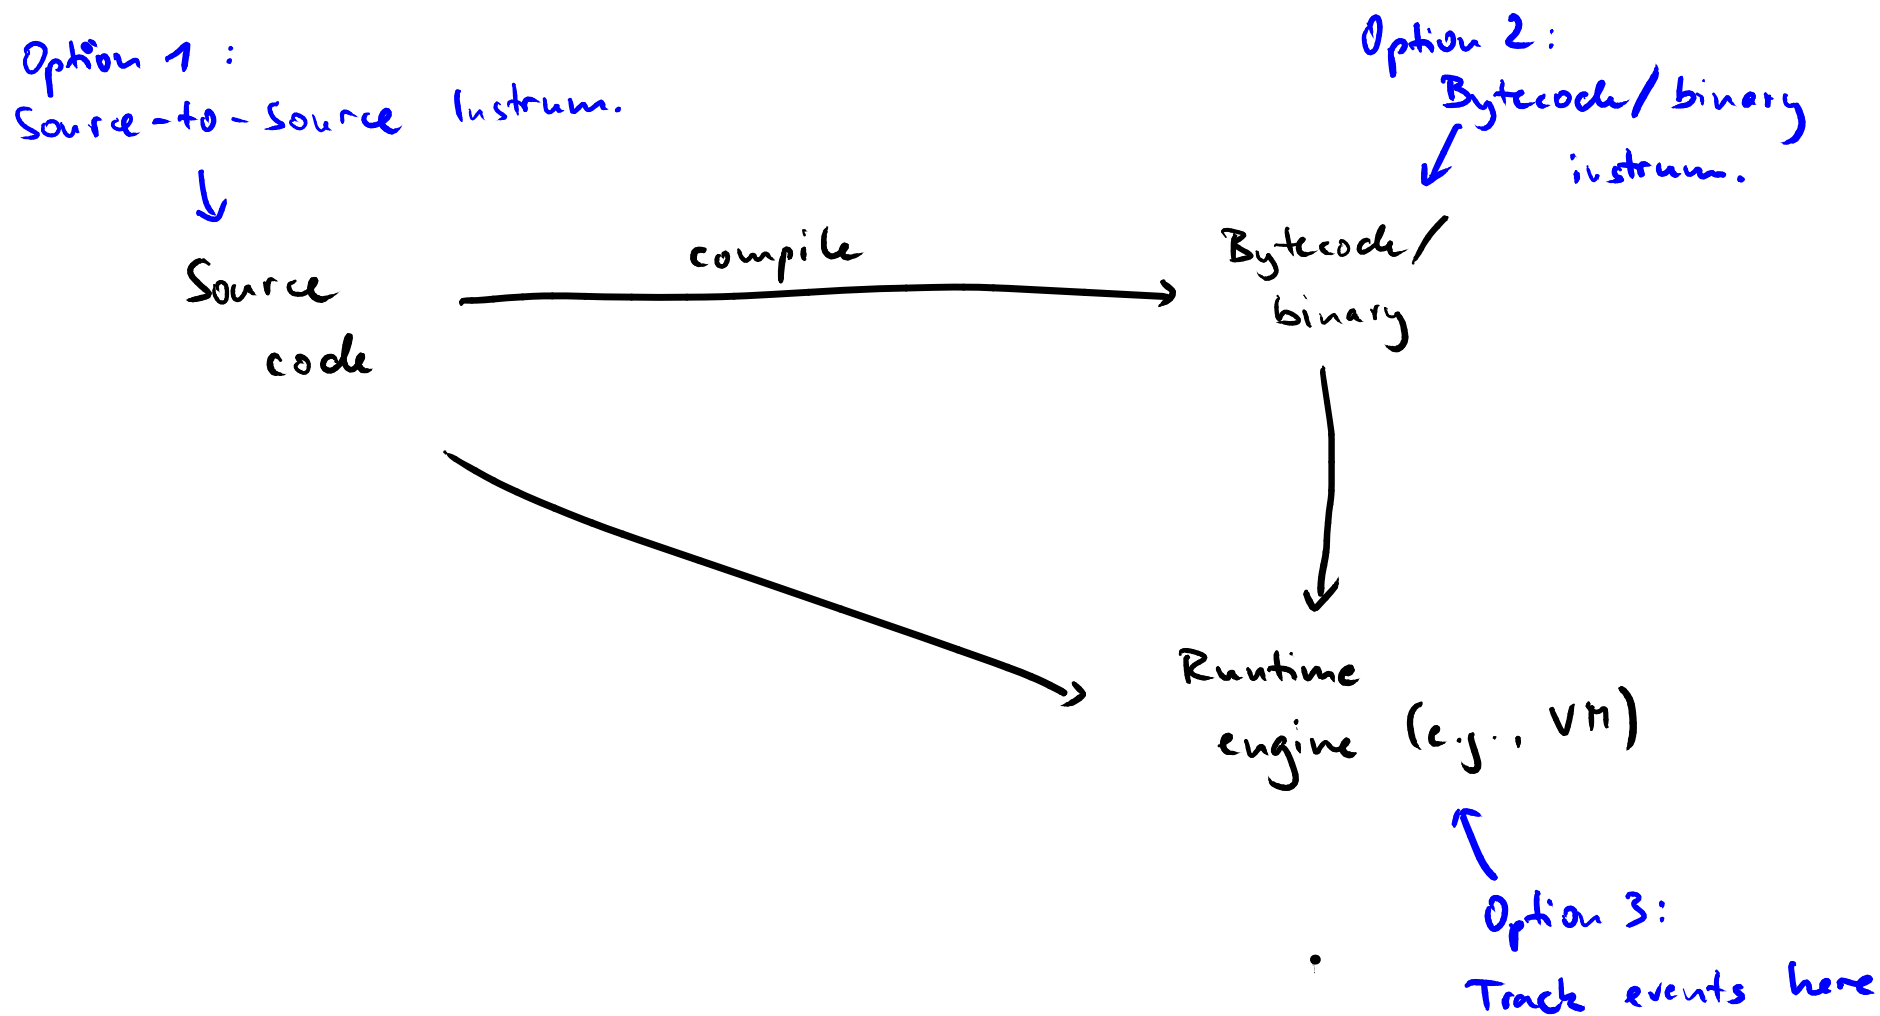 Option 1 :
Source-to-Source Instrum.
Option 2:
Bytecode/binary
instrum.
compile
Source
code
Bytecode/
binary
Runtime
engine (e.g., VM)
Option 3:
Track events here